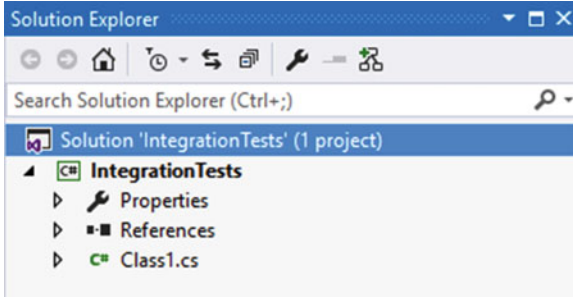 Solution Explorer
Search Solution Explorer (Ctrl+;)
Solution 'IntegrationTests' (1 project)
C# IntegrationTests
Properties
References
C# Class1.cs